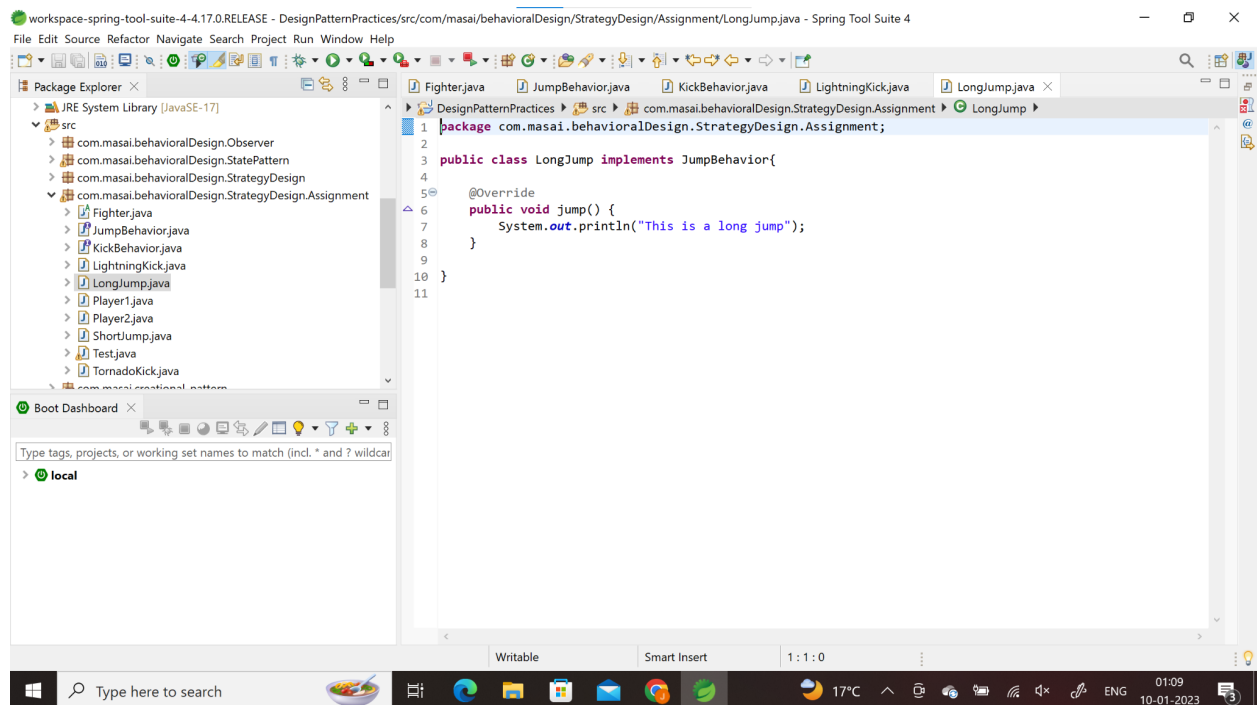 workspace-spring-tool-suite-4-4.17.0.RELEASE - DesignPatternPractices/src/com/masai/behavioralDesign/StrategyDesign/Assignment/LongJump.java - Spring Tool Suite 4
File Edit Source Refactor Navigate Search Project Run Window Help
Package Explorer
JRE System Library [JavaSE-17]
src
com.masai.behavioralDesign.Observer
com.masai.behavioralDesign.StatePattern
com.masai.behavioralDesign.StrategyDesign
com.masai.behavioralDesign.StrategyDesign.Assignment
Fighter.java
JumpBehavior.java
KickBehavior.java
LightningKick.java
LongJump.java
Player1.java
Player2.java
ShortJump.java
Test.java
TornadoKick.java
com.masai.creational_pattern
Boot Dashboard
Type tags, projects, or working set names to match (incl. * and ? wildcar
local
Fighter.java JumpBehavior.java KickBehavior.java LightningKick.java LongJump.java
DesignPatternPractices src com.masai.behavioralDesign.StrategyDesign.Assignment LongJump
1 package com.masai.behavioralDesign.StrategyDesign.Assignment;
2
3 public class LongJump implements JumpBehavior{
4
5 @Override
6 public void jump() {
7 System.out.println("This is a long jump");
8 }
9
10 }
11
Writable Smart Insert 1 : 1 : 0
Type here to search 17°C ENG 01:09
10-01-2023 3